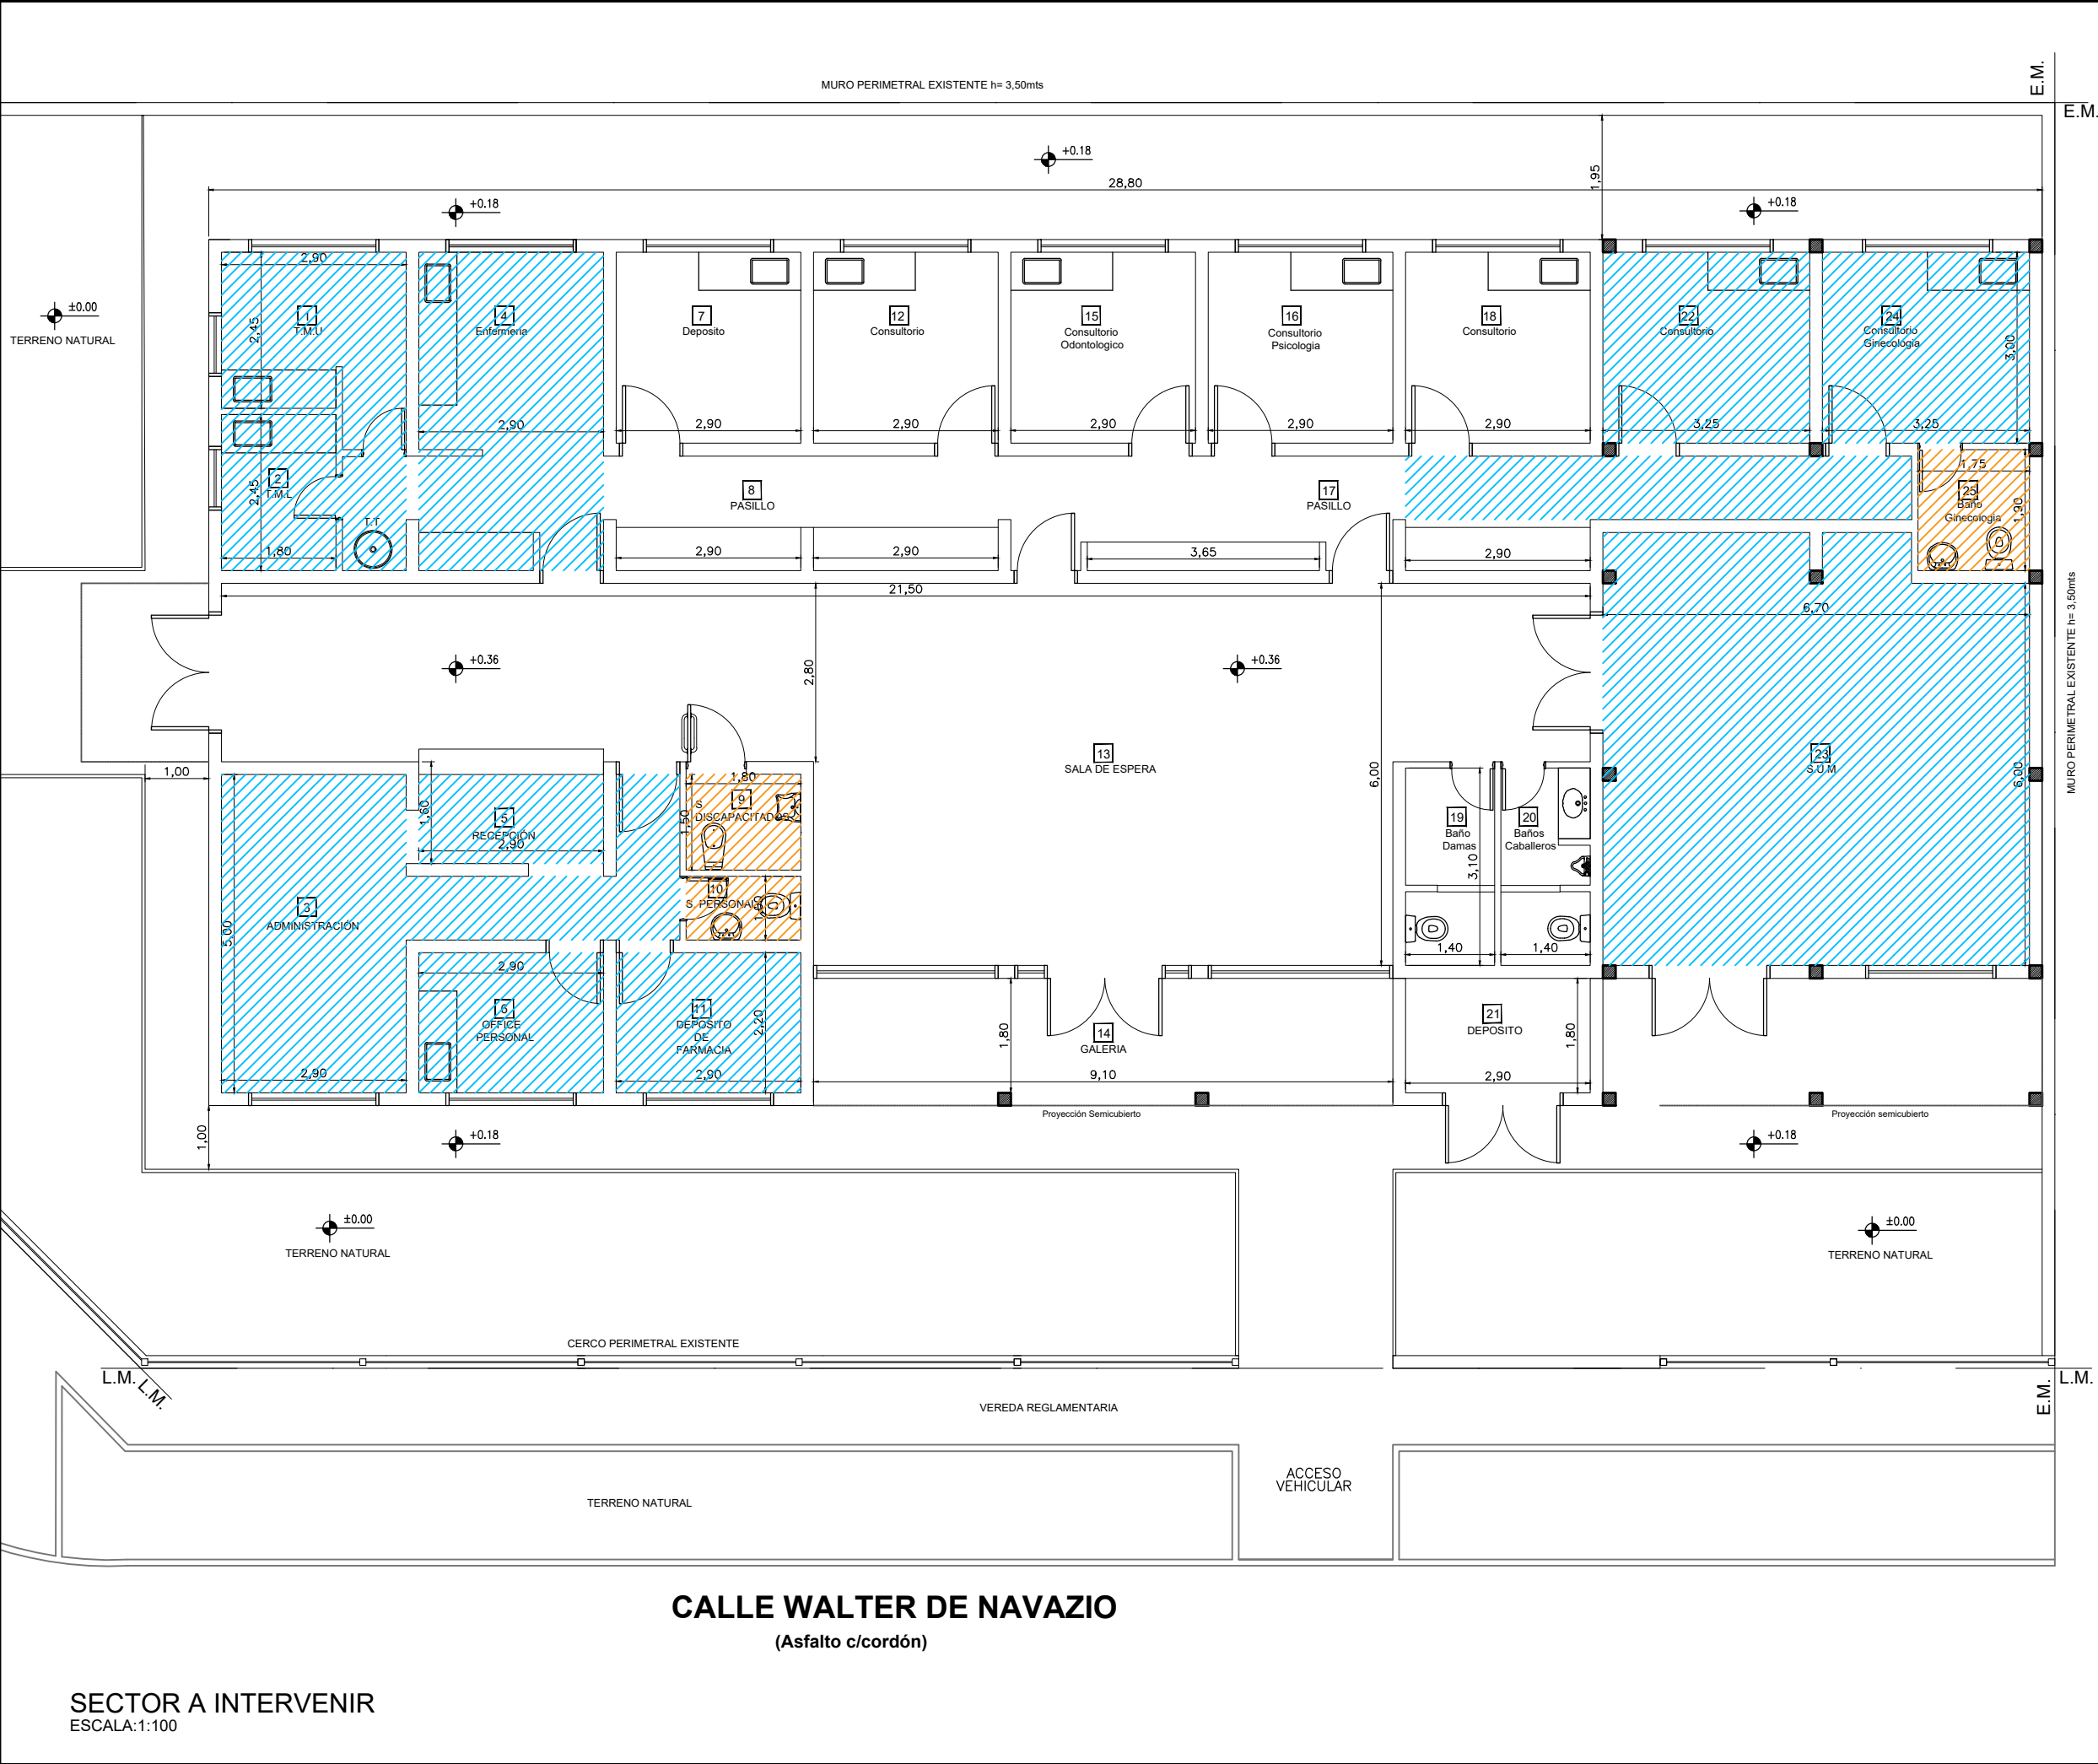 E.M.
MURO PERIMETRAL EXISTENTE h= 3,50mts
E.M.
+0.18
28,80
1,95
+0.18
+0.18
2,90
±0.00
TERRENO NATURAL
2,45
1
T.M.U
4
Enfermeria
7
Deposito
12
Consultorio
15
Consultorio
Odontologico
16
Consultorio
Psicologia
18
Consultorio
22
Consultorio
24
Consultorio
Ginecología
3,00
2,90
2,90
2,90
2,90
2,90
2,90
3,25
3,25
2
T.M.L
2,45
8
PASILLO
17
PASILLO
1,75
25
Baño
Ginecología
1,90
T.T.
1,80
2,90
2,90
3,65
2,90
21,50
6,70
MURO PERIMETRAL EXISTENTE h= 3,50mts
+0.36
2,80
+0.36
13
SALA DE ESPERA
6,00
23
S.U.M
6,00
1,00
1,80
9
S.
DISCAPACITADOS
1,50
1,60
5
RECEPCIÓN
2,90
19
Baño
Damas
20
Baños
Caballeros
3,10
10
S. PERSONAL
3
ADMINISTRACIÓN
5,00
1,40
1,40
2,90
6
OFFICE
PERSONAL
11
DEPOSITO
DE
FARMACIA
2,20
1,80
14
GALERIA
21
DEPOSITO
1,80
2,90
2,90
9,10
2,90
Proyección Semicubierto
Proyección semicubierto
1,00
+0.18
+0.18
±0.00
TERRENO NATURAL
±0.00
TERRENO NATURAL
CERCO PERIMETRAL EXISTENTE
L.M.
L.M.
L.M.
E.M.
VEREDA REGLAMENTARIA
ACCESO
VEHICULAR
TERRENO NATURAL
CALLE WALTER DE NAVAZIO
(Asfalto c/cordón)
SECTOR A INTERVENIR
ESCALA:1:100